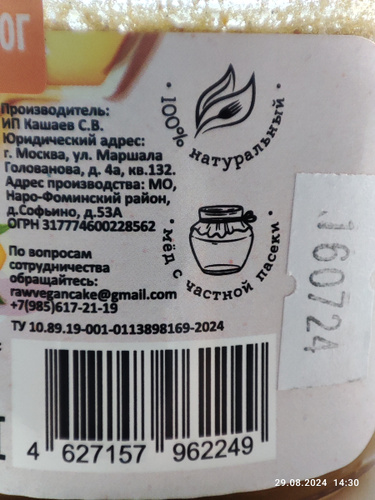 0Г
Производитель:
ИП Кашаев С.В.
Юридический адрес:
г. Москва, ул. Маршала
Голованова, д. 4а, кв.132.
Адрес производства: МО,
Наро-Фоминский район,
д.Софьино, д.53А
ОГРН 317774600228562
По вопросам
сотрудничества
обращайтесь:
rawvegancake@gmail.com
+7(985)617-21-19
ТУ 10.89.19-001-0113898169-2024
• 100% натуральный •
• мёд с частной пасеки •
160724
4 627157 962249
29.08.2024 14:30